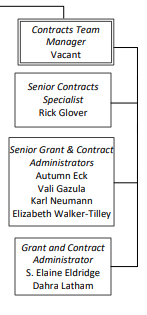 Contracts Team
Manager
Vacant
Senior Contracts
Specialist
Rick Glover
Senior Grant & Contract
Administrators
Autumn Eck
Vali Gazula
Karl Neumann
Elizabeth Walker-Tilley
Grant and Contract
Administrator
S. Elaine Eldridge
Dahra Latham